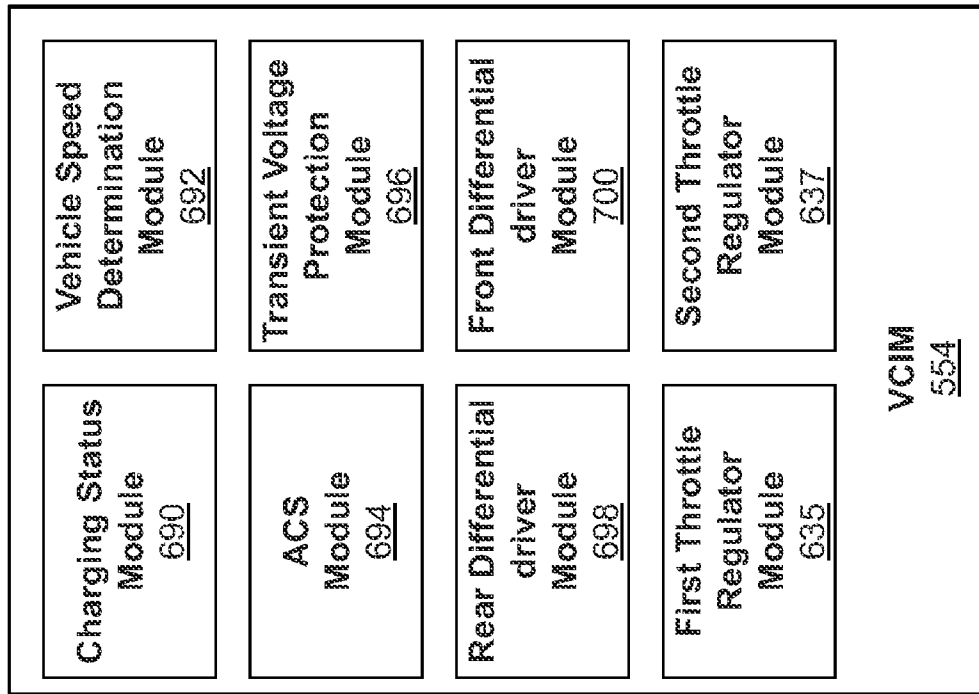 Charging Status
Module
690
Vehicle Speed
Determination
Module
692
ACS
Module
694
Transient Voltage
Protection
Module
696
Rear Differential
driver
Module
698
Front Differential
driver
Module
700
First Throttle
Regulator
Module
635
Second Throttle
Regulator
Module
637
VCIM
554